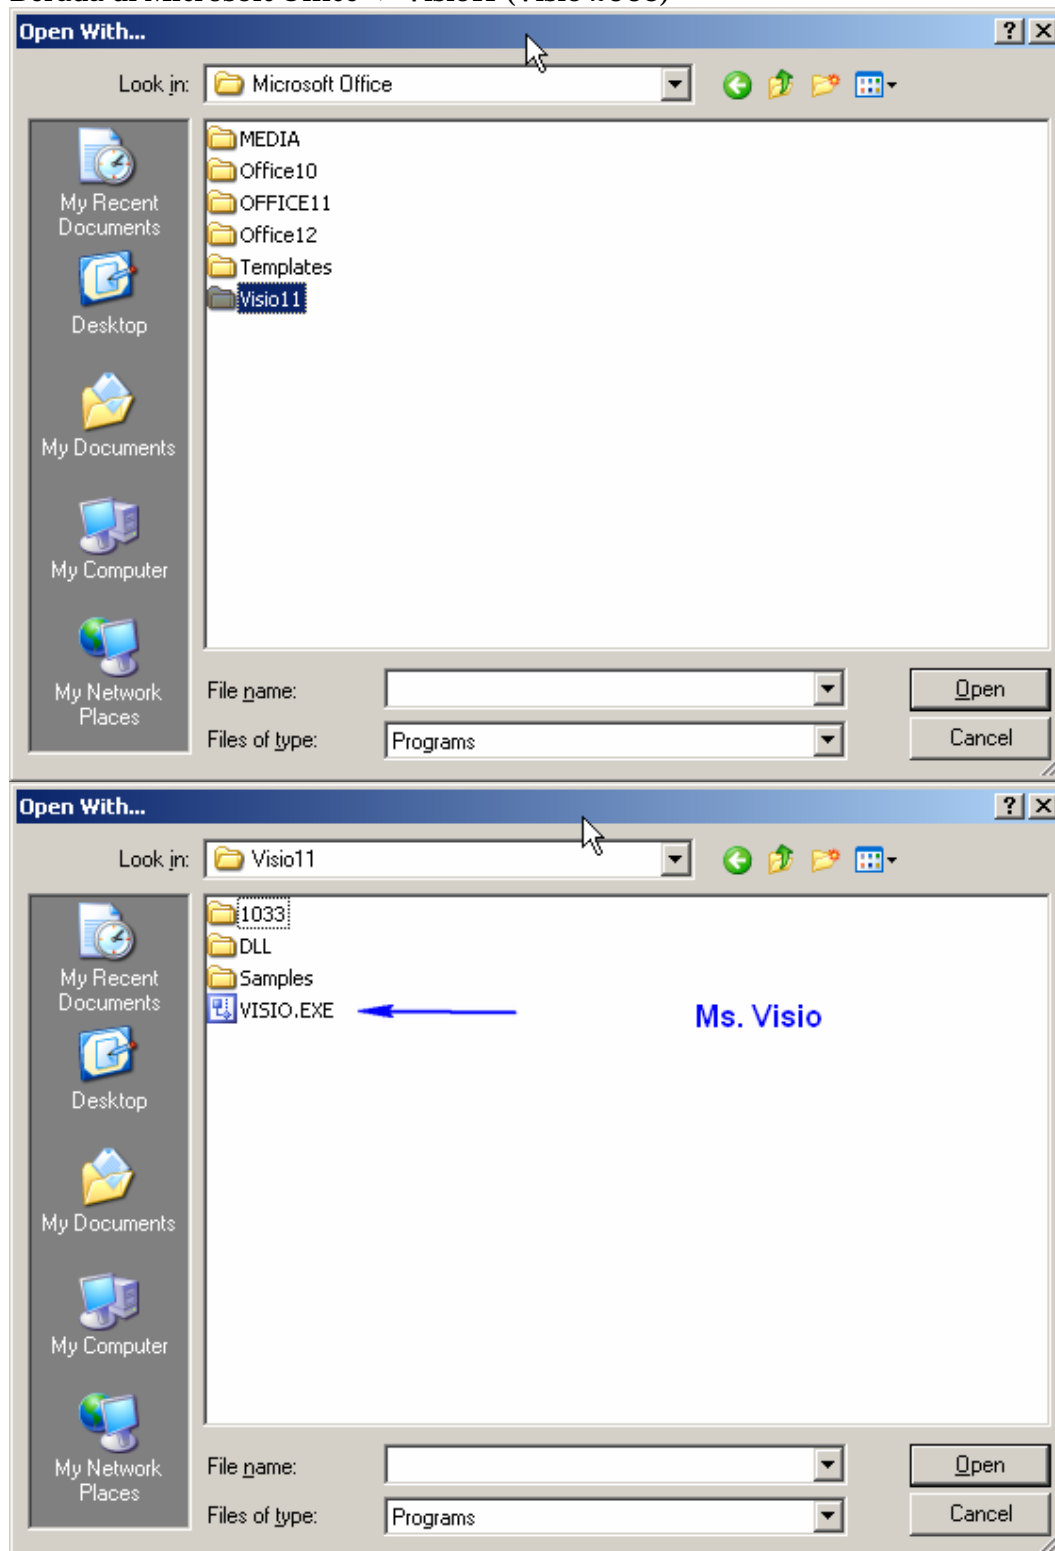 Open With...
Look in: Microsoft Office
MEDIA
Office10
OFFICE11
Office12
Templates
Visio11
My Recent
Documents
Desktop
My Documents
My Computer
My Network
Places
File name: Open
Files of type: Programs Cancel
Open With...
Look in: Visio11
1033
DLL
Samples
VISIO.EXE Ms. Visio
My Recent
Documents
Desktop
My Documents
My Computer
My Network
Places
File name: Open
Files of type: Programs Cancel